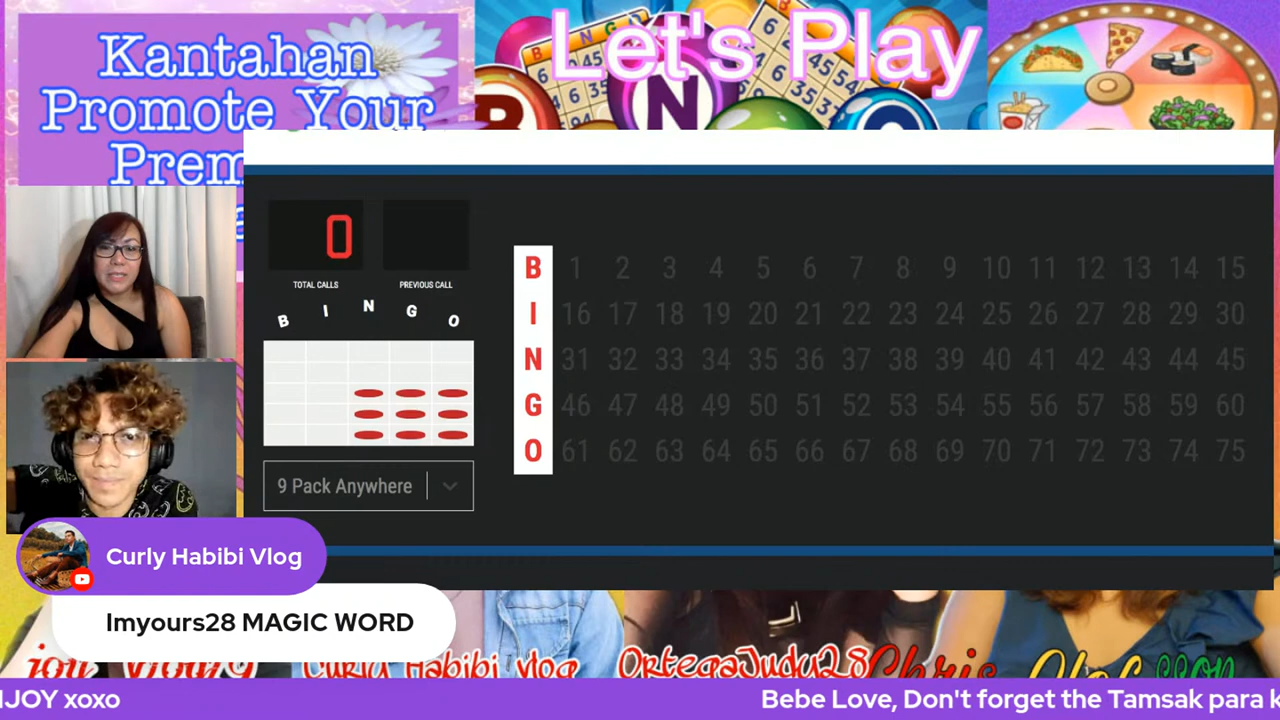 Kantahan
Promote Your
Prem
Let's Play
B I N G
N
0
TOTAL CALLS
PREVIOUS CALL
B I N G O
9 Pack Anywhere
B 1 2 3 4 5 6 7 8 9 10 11 12 13 14 15
I 16 17 18 19 20 21 22 23 24 25 26 27 28 29 30
N 31 32 33 34 35 36 37 38 39 40 41 42 43 44 45
G 46 47 48 49 50 51 52 53 54 55 56 57 58 59 60
O 61 62 63 64 65 66 67 68 69 70 71 72 73 74 75
Curly Habibi Vlog
Imyours28 MAGIC WORD
Curly Habibi vlog
OrtegaJudy28
Chris
NJOY xoxo
Bebe Love, Don't forget the Tamsak para k